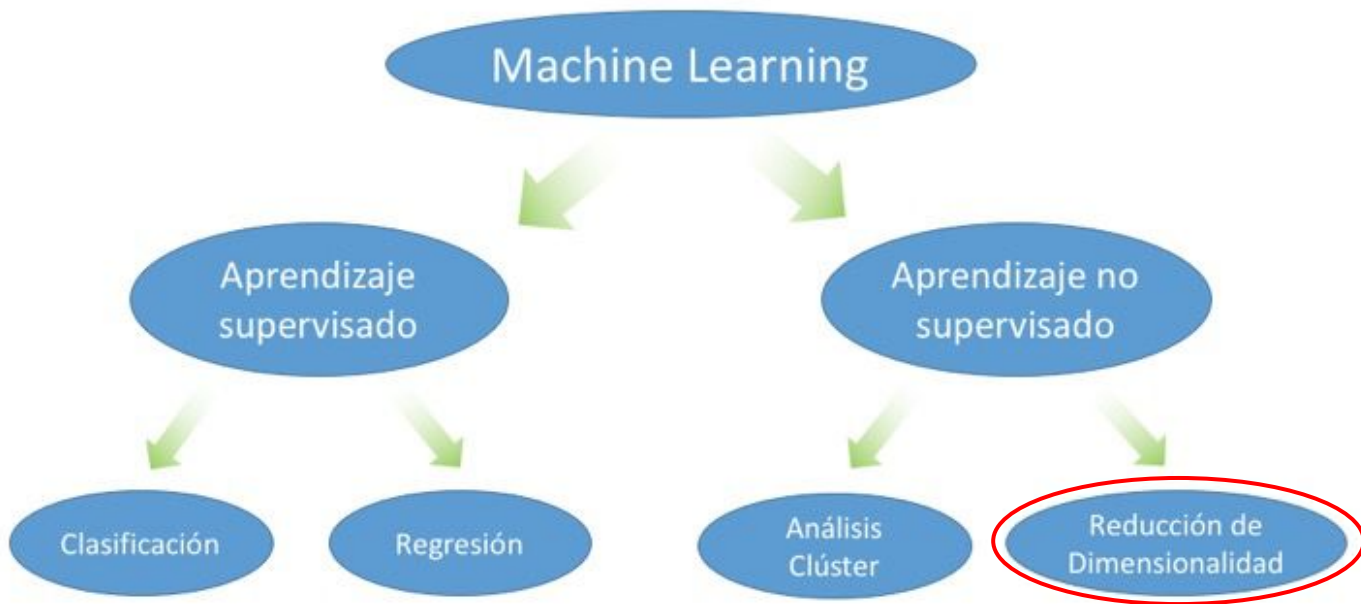 Machine Learning
Aprendizaje
supervisado
Aprendizaje no
supervisado
Clasificación
Regresión
Análisis
Clúster
Reducción de
Dimensionalidad